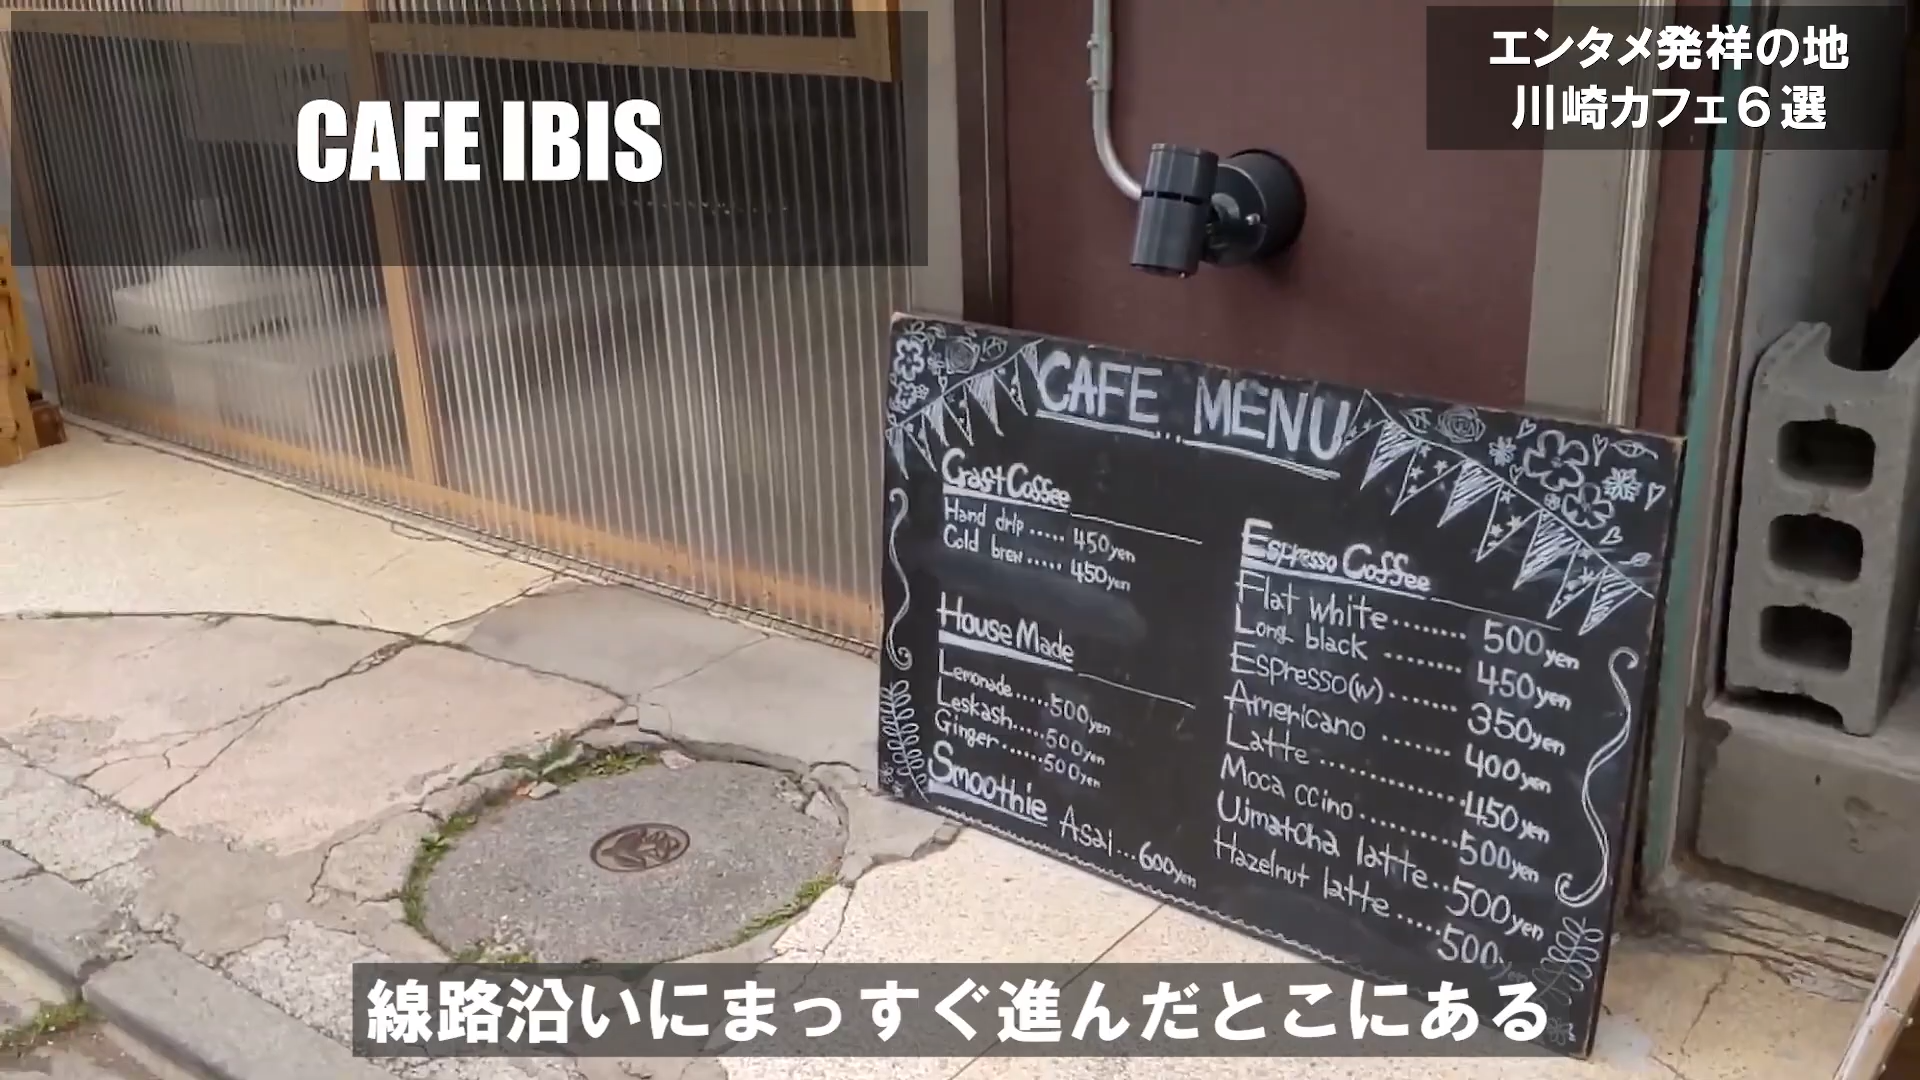 CAFE IBIS
エンタメ発祥の地
川崎カフェ６選
CAFE MENU
Craft Coffee
Hand drip ..... 450yen
Cold brew ..... 450yen
House Made
Lemonade ..... 500yen
Leskash ..... 500yen
Ginger ...... 500yen
Smoothie Asai ... 600yen
Espresso Coffee
Flat white ........ 500yen
Long black ........ 450yen
Espresso(w) ....... 350yen
Americano ....... 400yen
Latte ............. 450yen
Moca ccino .......... 500yen
Ujmatcha latte .. 500yen
Hazelnut latte ..... 500yen
線路沿いにまっすぐ進んだとこにある